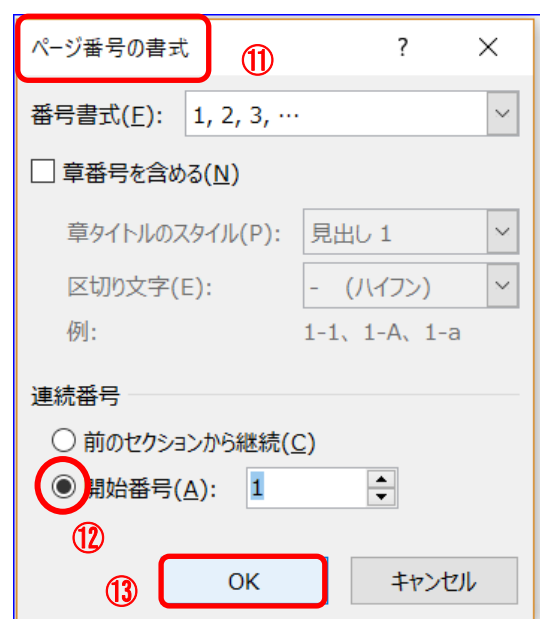 ページ番号の書式 ⑪ ? ×
番号書式(F): 1, 2, 3, …
章番号を含める(N)
章タイトルのスタイル(P): 見出し 1
区切り文字(E): - (ハイフン)
例: 1-1、1-A、1-a
連続番号
前のセクションから継続(C)
開始番号(A): 1
⑫
⑬ OK キャンセル